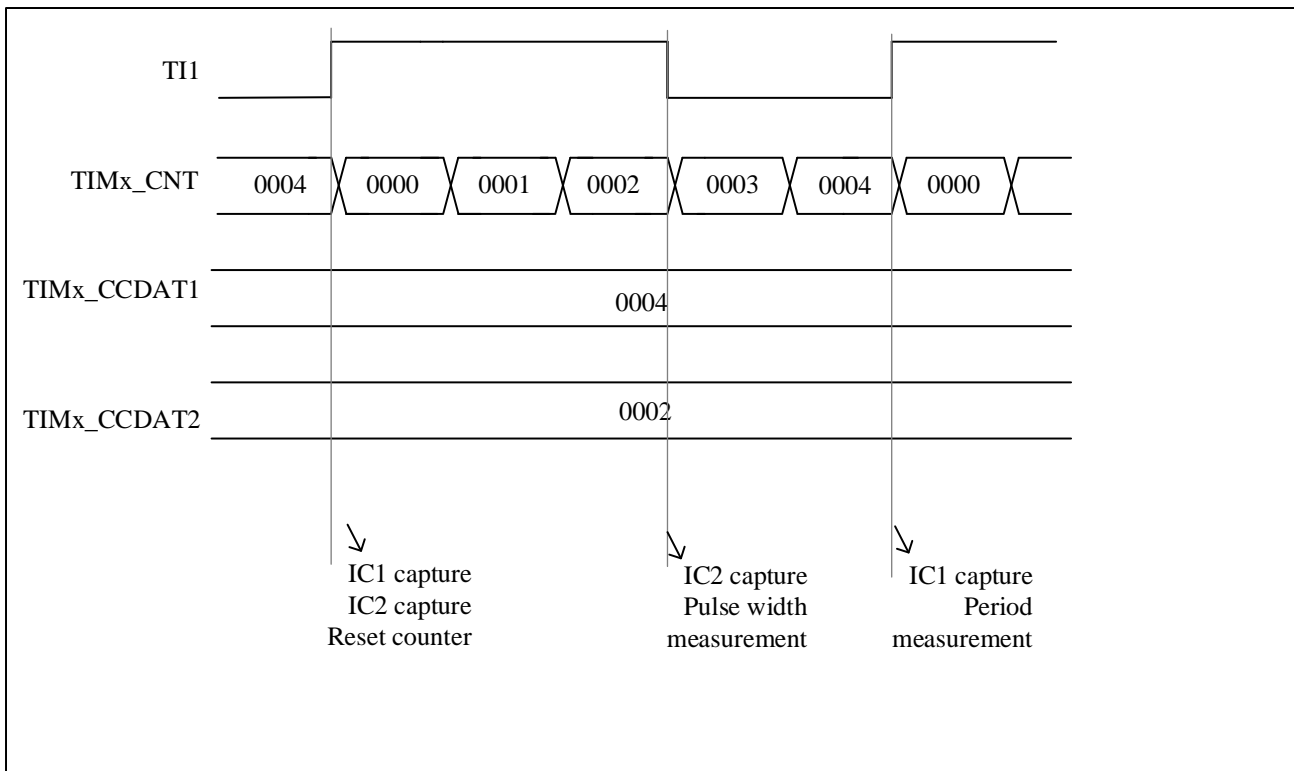 TI1
TIMx_CNT
0004
0000
0001
0002
0003
0004
0000
TIMx_CCDAT1
0004
TIMx_CCDAT2
0002
IC1 capture
IC2 capture
Reset counter
IC2 capture
Pulse width
measurement
IC1 capture
Period
measurement